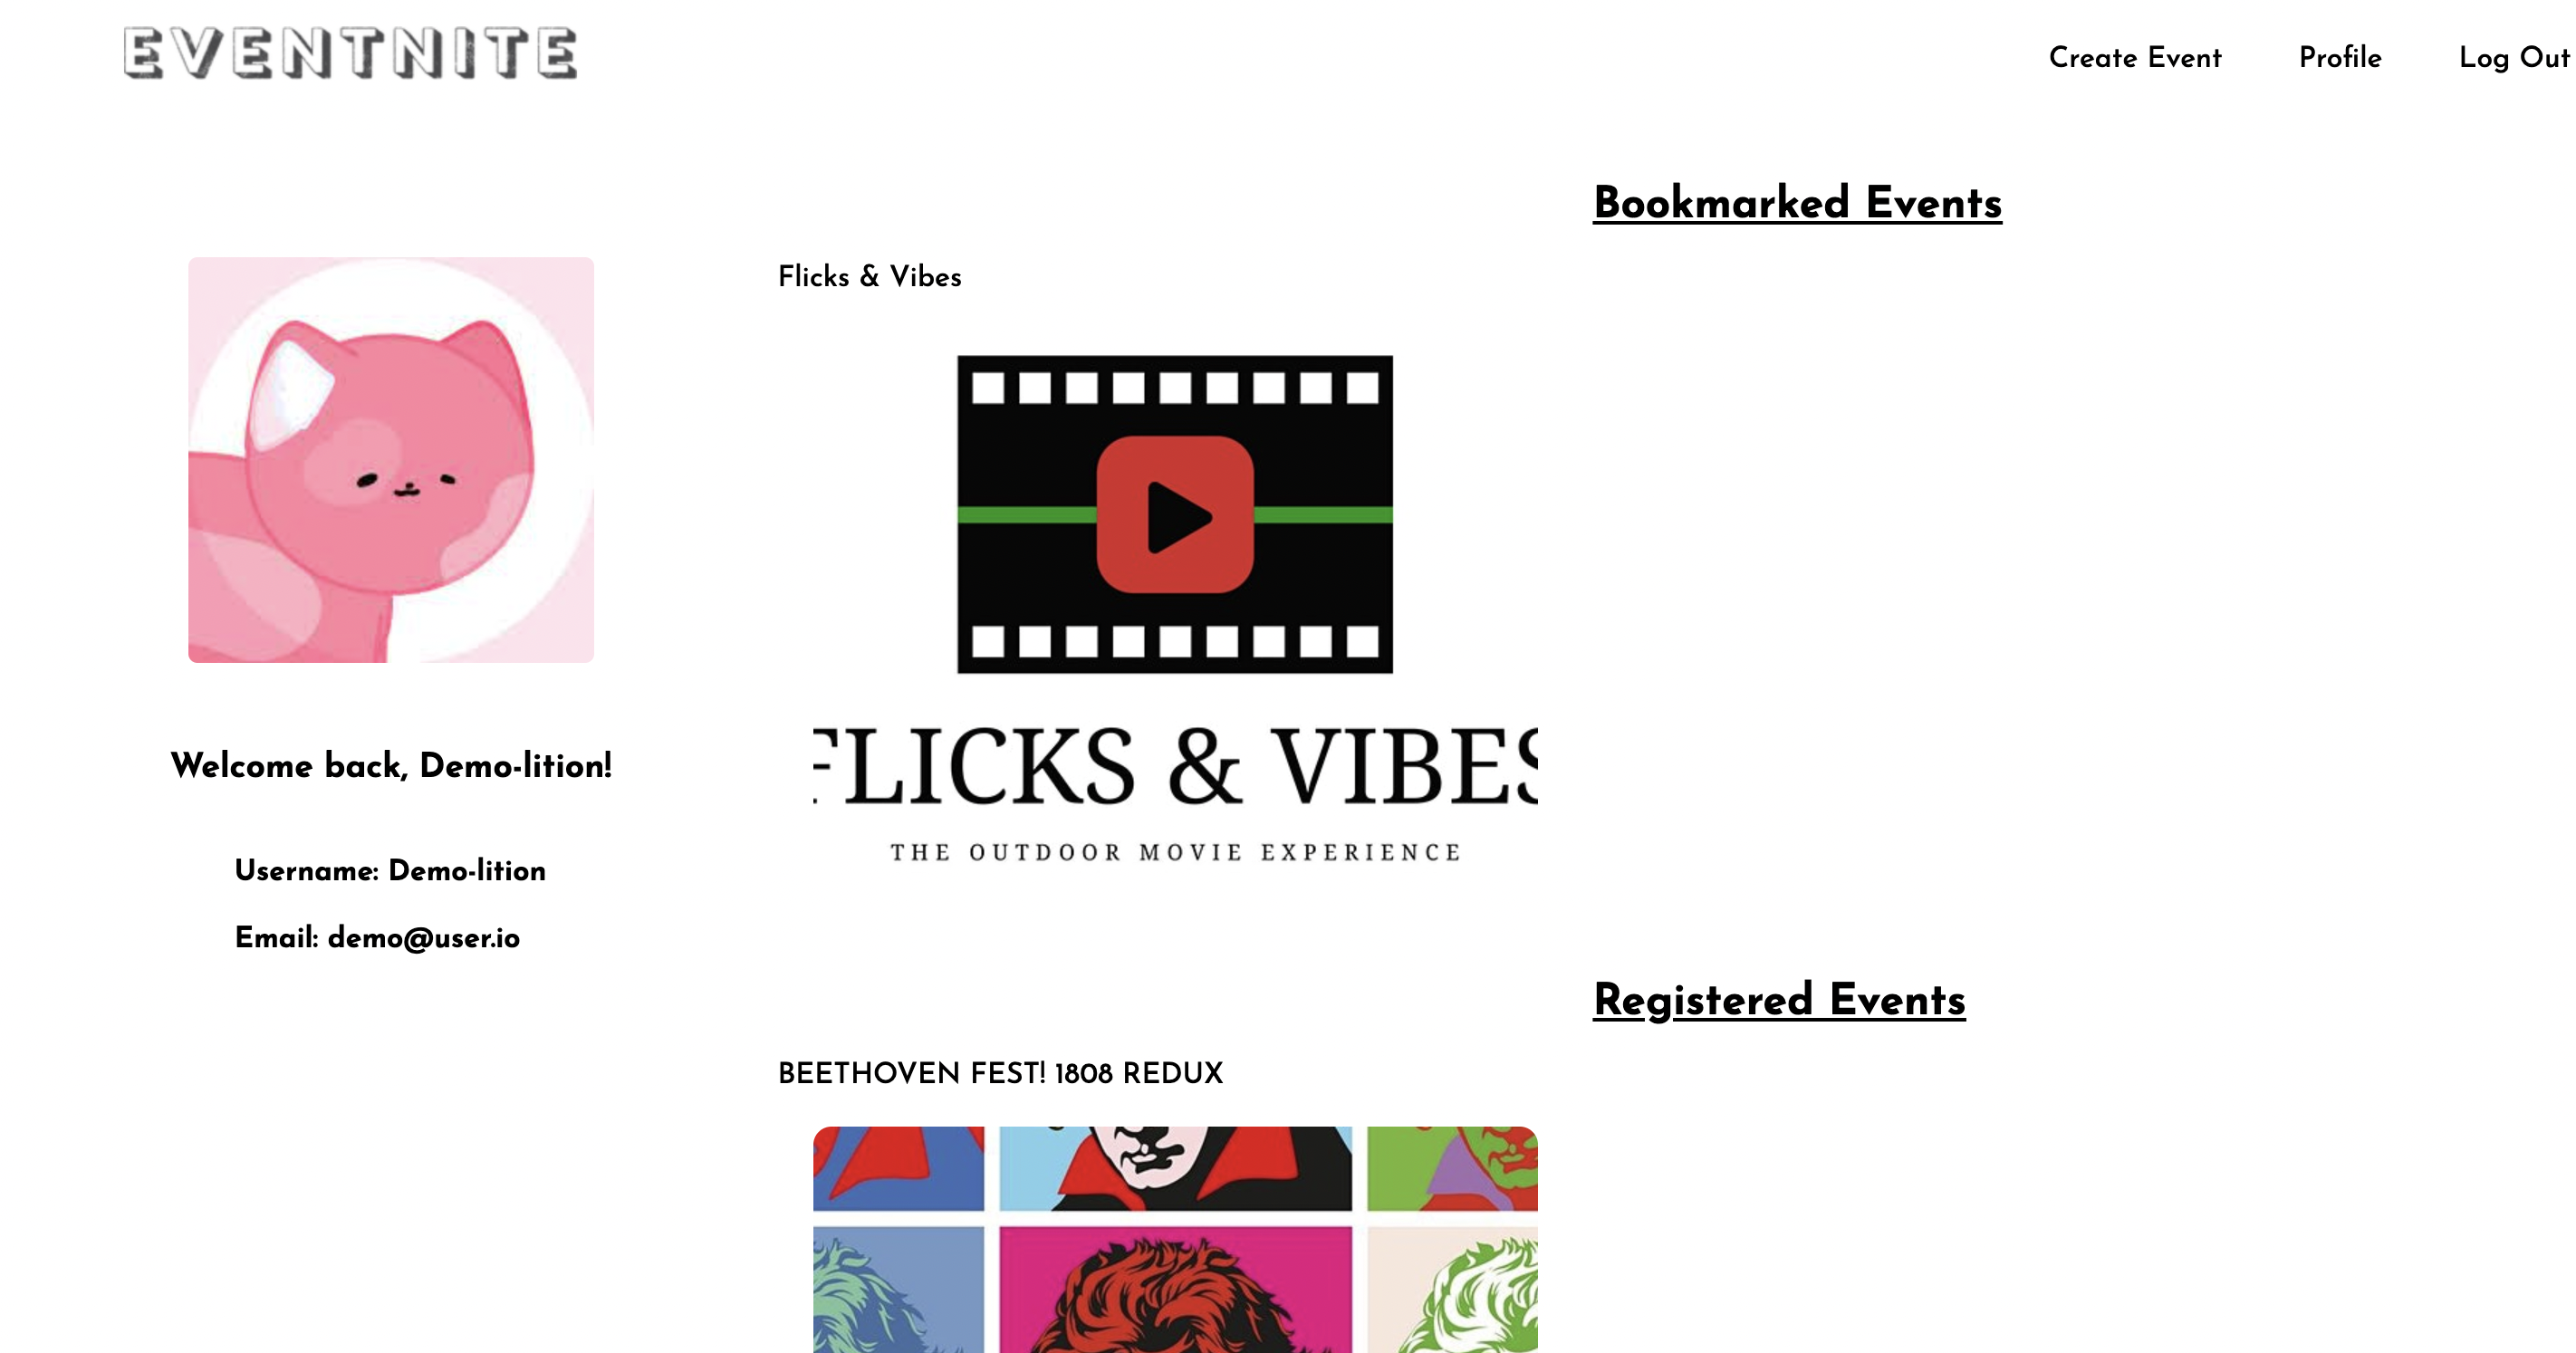 EVENTNITE
Create Event
Profile
Log Out
Bookmarked Events
Flicks & Vibes
FLICKS & VIBES
THE OUTDOOR MOVIE EXPERIENCE
Welcome back, Demo-lition!
Username: Demo-lition
Email: demo@user.io
Registered Events
BEETHOVEN FEST! 1808 REDUX